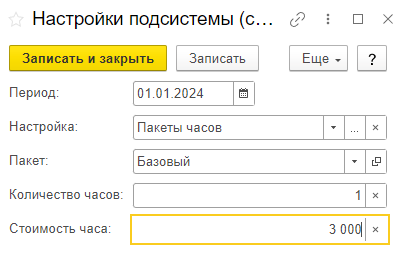 Настройки подсистемы (с...
Записать и закрыть Записать Еще ?
Период: 01.01.2024
Настройка: Пакеты часов ...
Пакет: Базовый
Количество часов: 1
Стоимость часа: 3 000